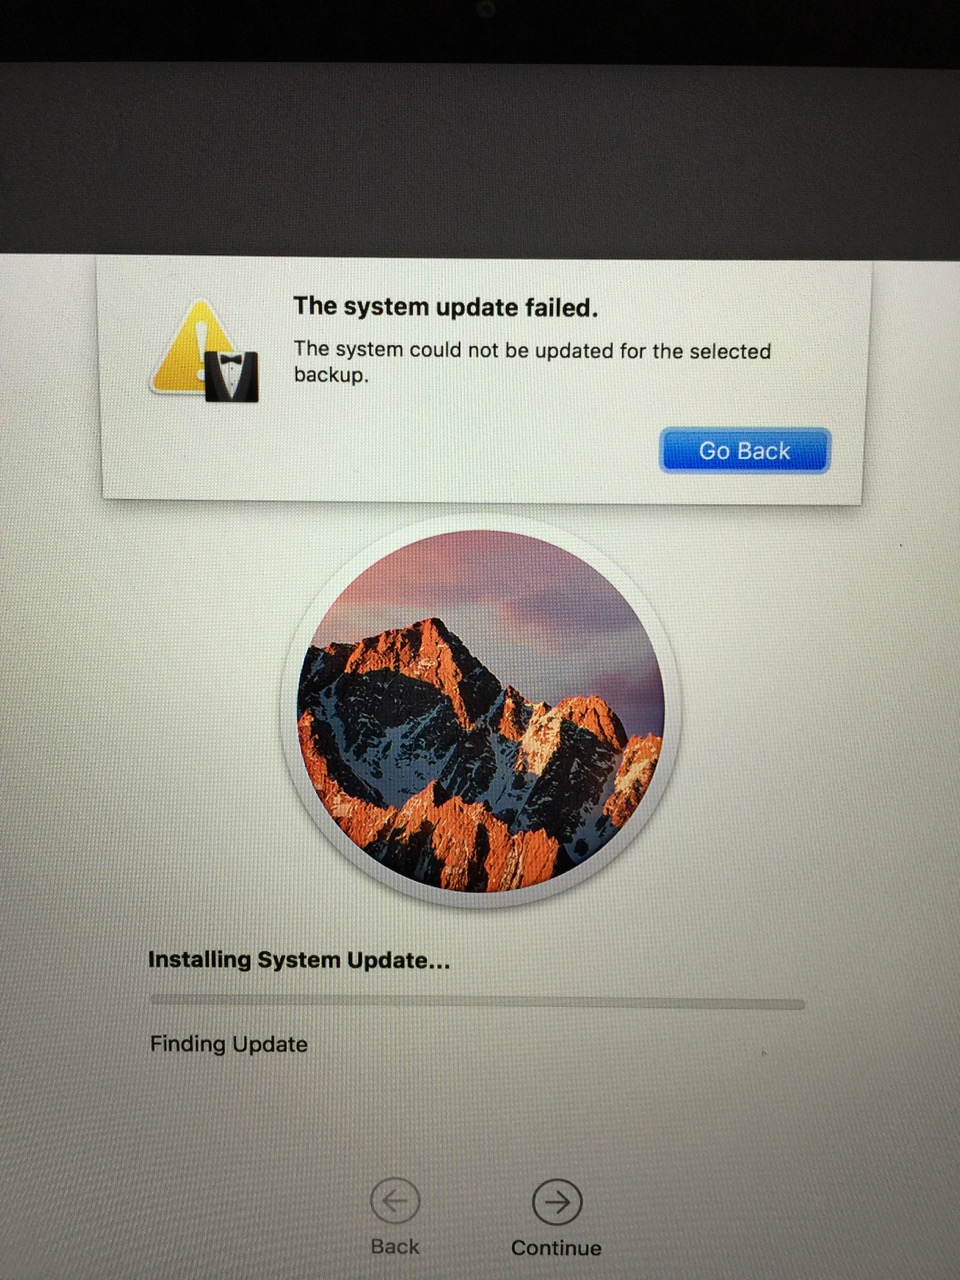 The system update failed.
The system could not be updated for the selected
backup.
Go Back
Installing System Update...
Finding Update
Back
Continue